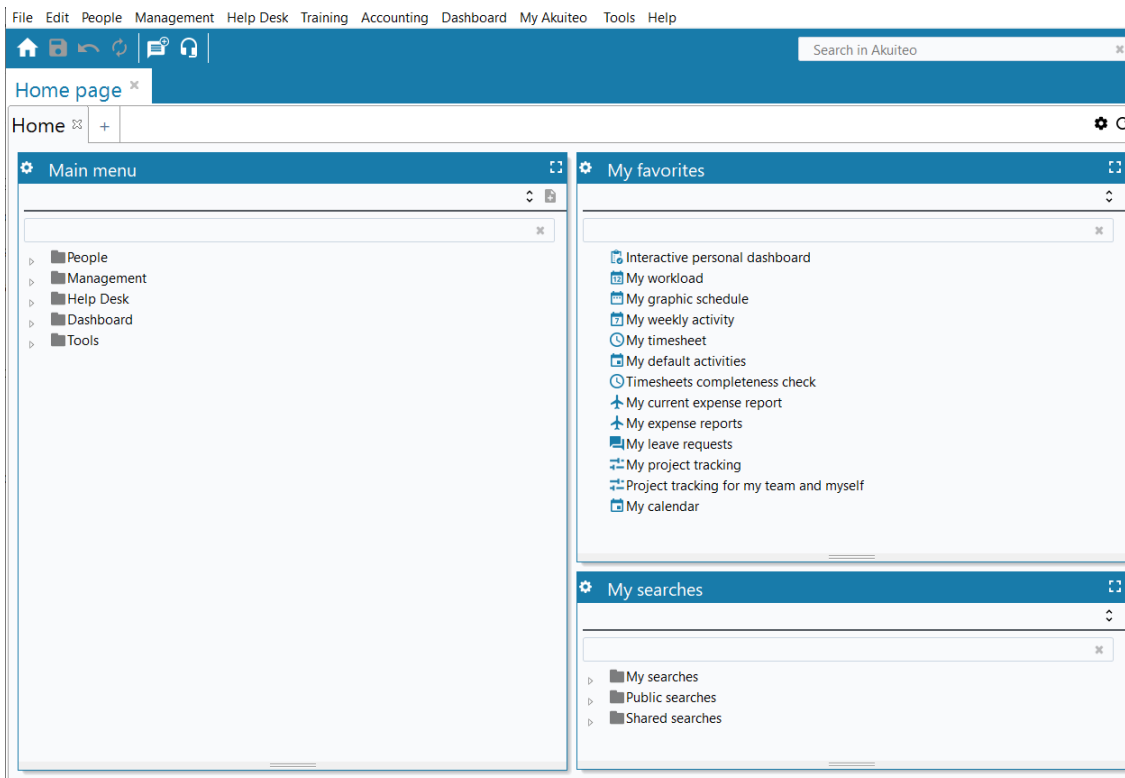 File Edit People Management Help Desk Training Accounting Dashboard My Akuiteo Tools Help
Search in Akuiteo
Home page
Home
Main menu
People
Management
Help Desk
Dashboard
Tools
My favorites
Interactive personal dashboard
My workload
My graphic schedule
My weekly activity
My timesheet
My default activities
Timesheets completeness check
My current expense report
My expense reports
My leave requests
My project tracking
Project tracking for my team and myself
My calendar
My searches
My searches
Public searches
Shared searches